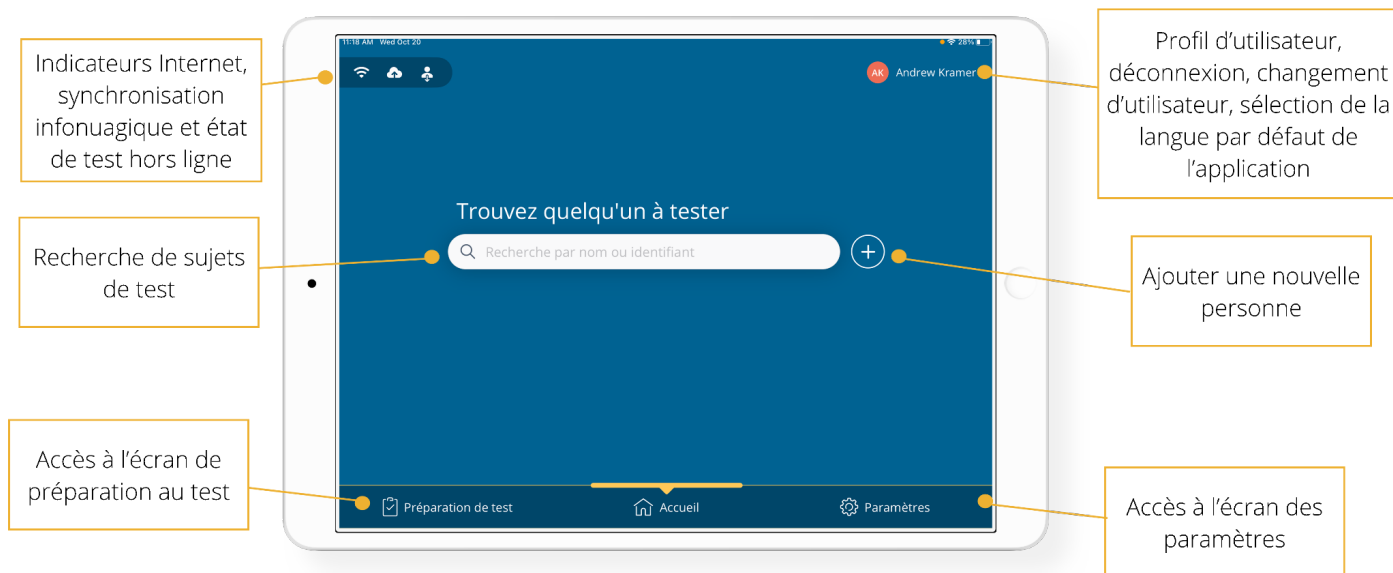 Indicateurs Internet,
synchronisation
infonuagique et état
de test hors ligne
Recherche de sujets
de test
Accès à l'écran de
préparation au test
11:18 AM Wed Oct 20
28%
AK Andrew Kramer
Trouvez quelqu'un à tester
Recherche par nom ou identifiant
Préparation de test
Accueil
Paramètres
Profil d'utilisateur,
déconnexion, changement
d'utilisateur, sélection de la
langue par défaut de
l'application
Ajouter une nouvelle
personne
Accès à l'écran des
paramètres